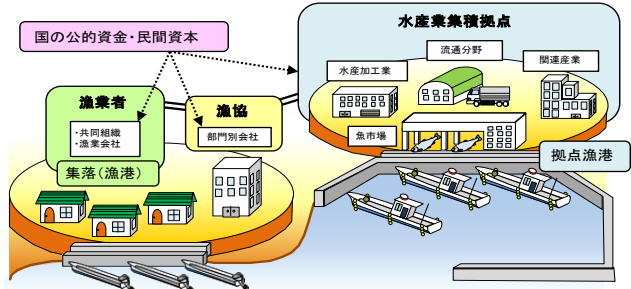 国の公的資金・民間資本
水産業集積拠点
流通分野
水産加工業
関連産業
漁業者
漁協
・共同組織
・漁業会社
部門別会社
魚市場
集落(漁港)
拠点漁港